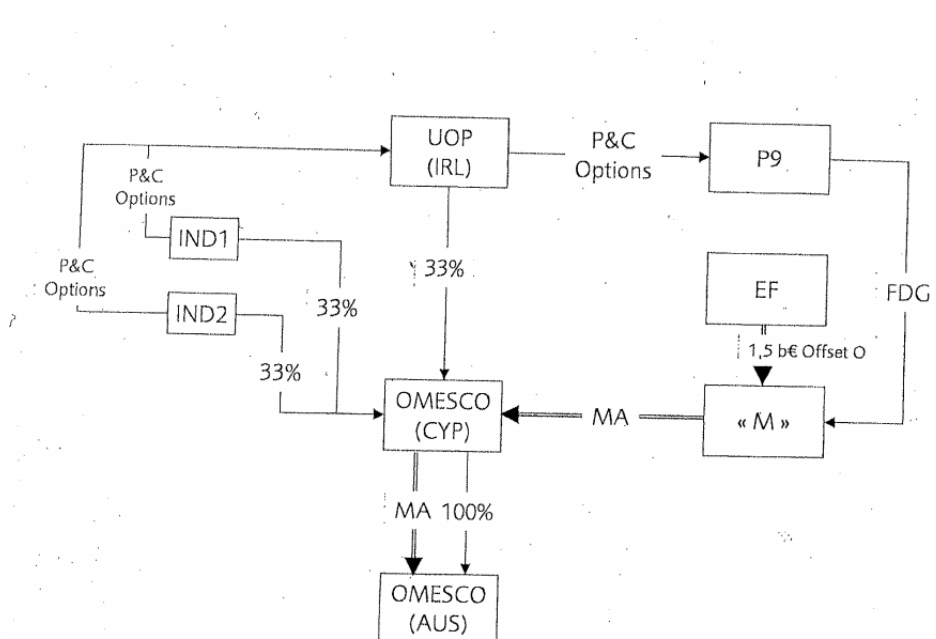 UOP
(IRL)
P&C
Options
P9
P&C
Options
IND1
P&C
Options
IND2
33%
33%
33%
EF
FDG
1,5 b€ Offset O
OMESCO
(CYP)
MA
« M »
MA 100%
OMESCO
(AUS)